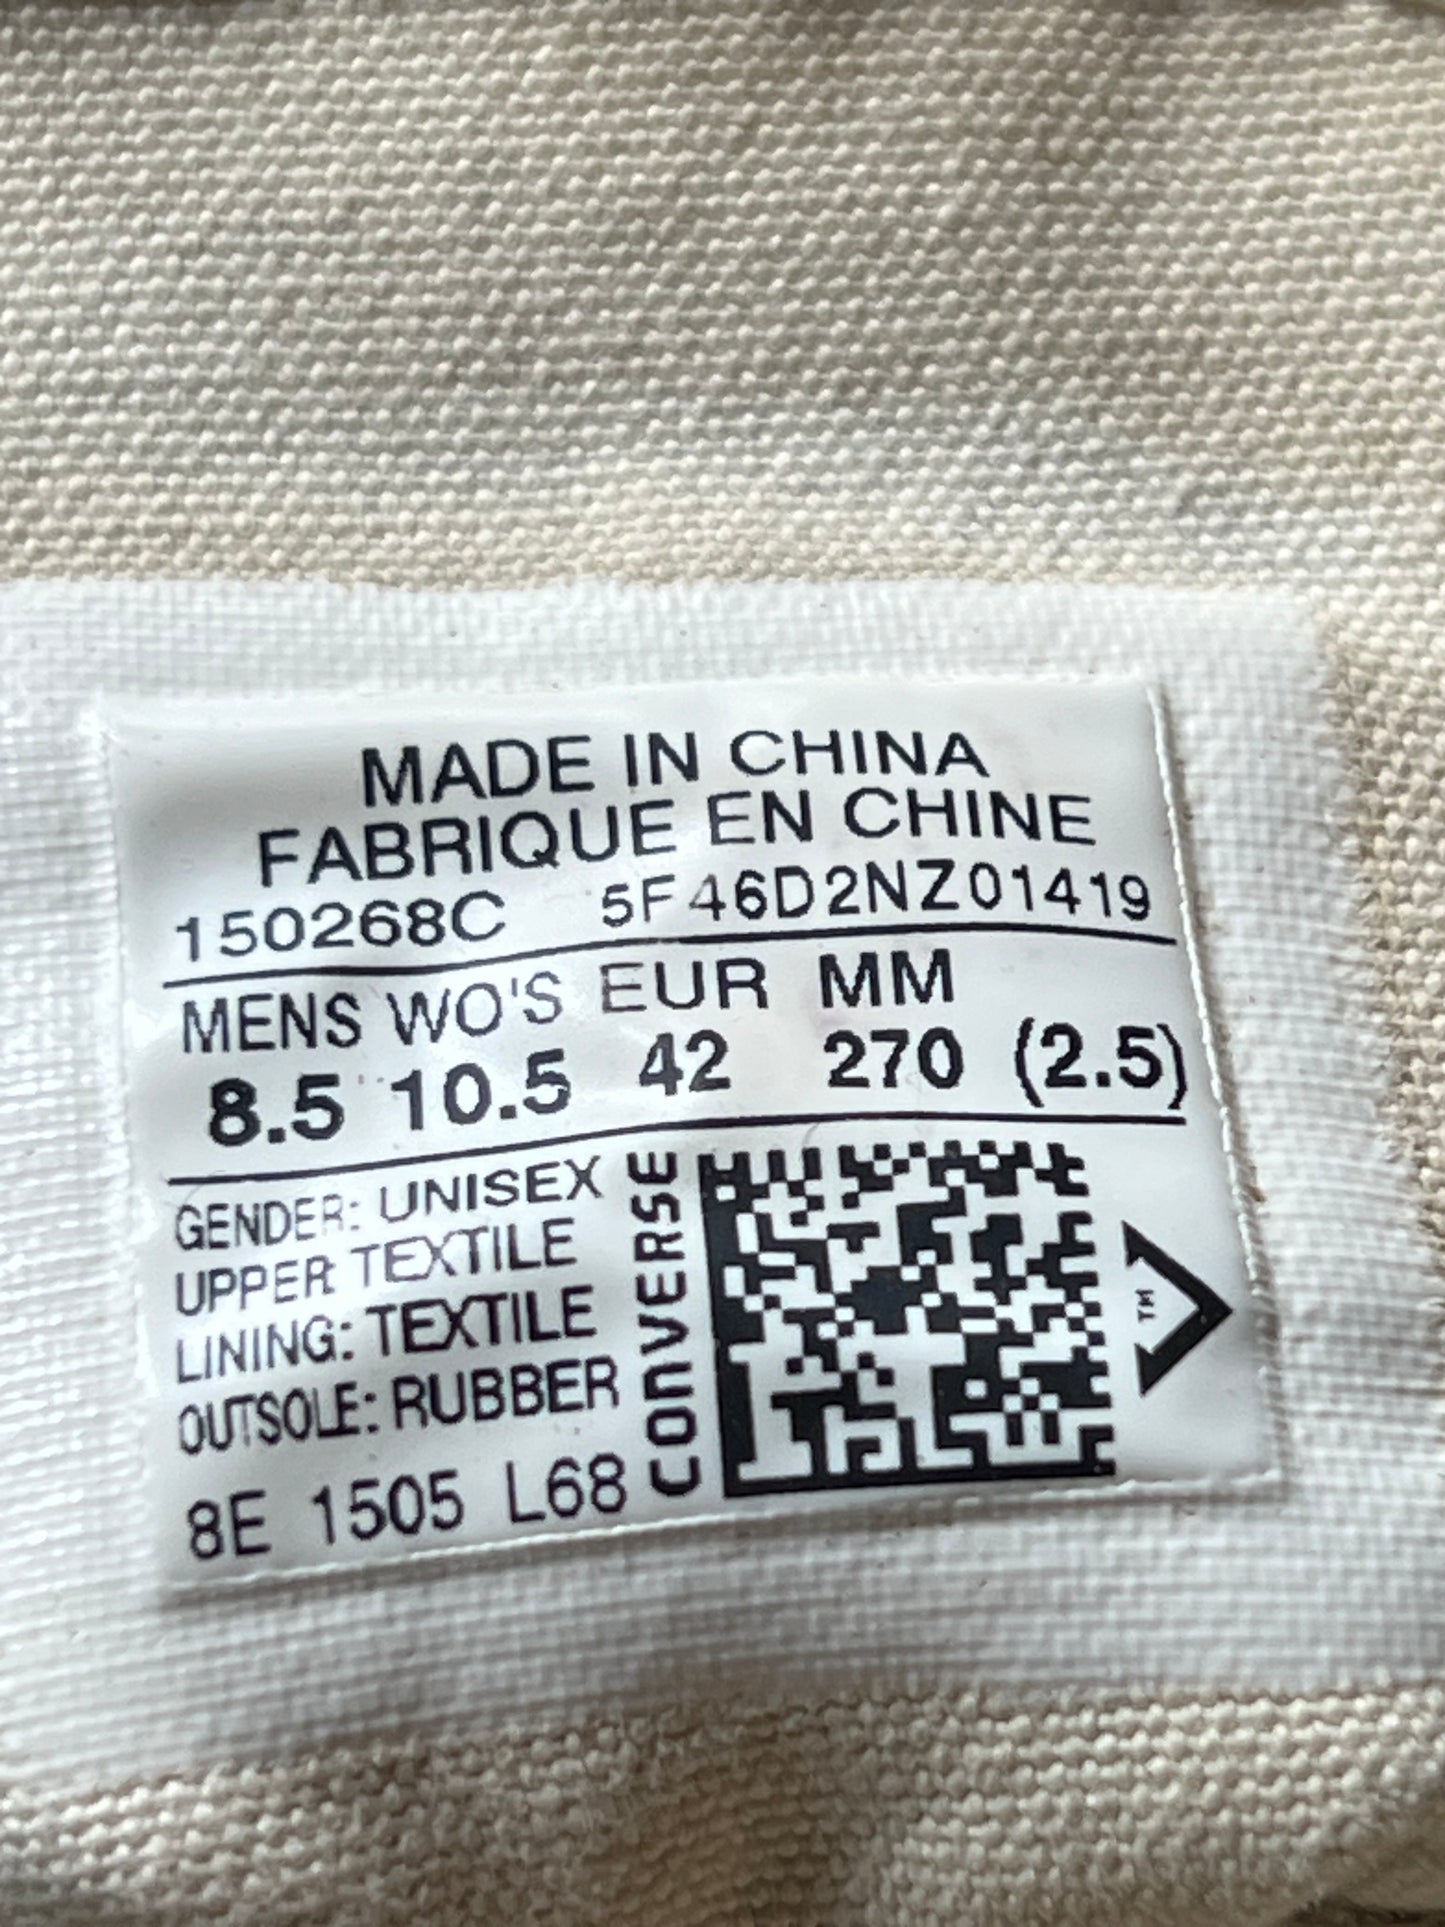 MADE IN CHINA
FABRIQUE EN CHINE
150268C 5F46D2NZ01419
MENS WO'S EUR MM
8.5 10.5 42 270 (2.5)
GENDER: UNISEX
UPPER TEXTILE
LINING: TEXTILE
OUTSOLE: RUBBER
8E 1505 L68
CONVERSE
TM